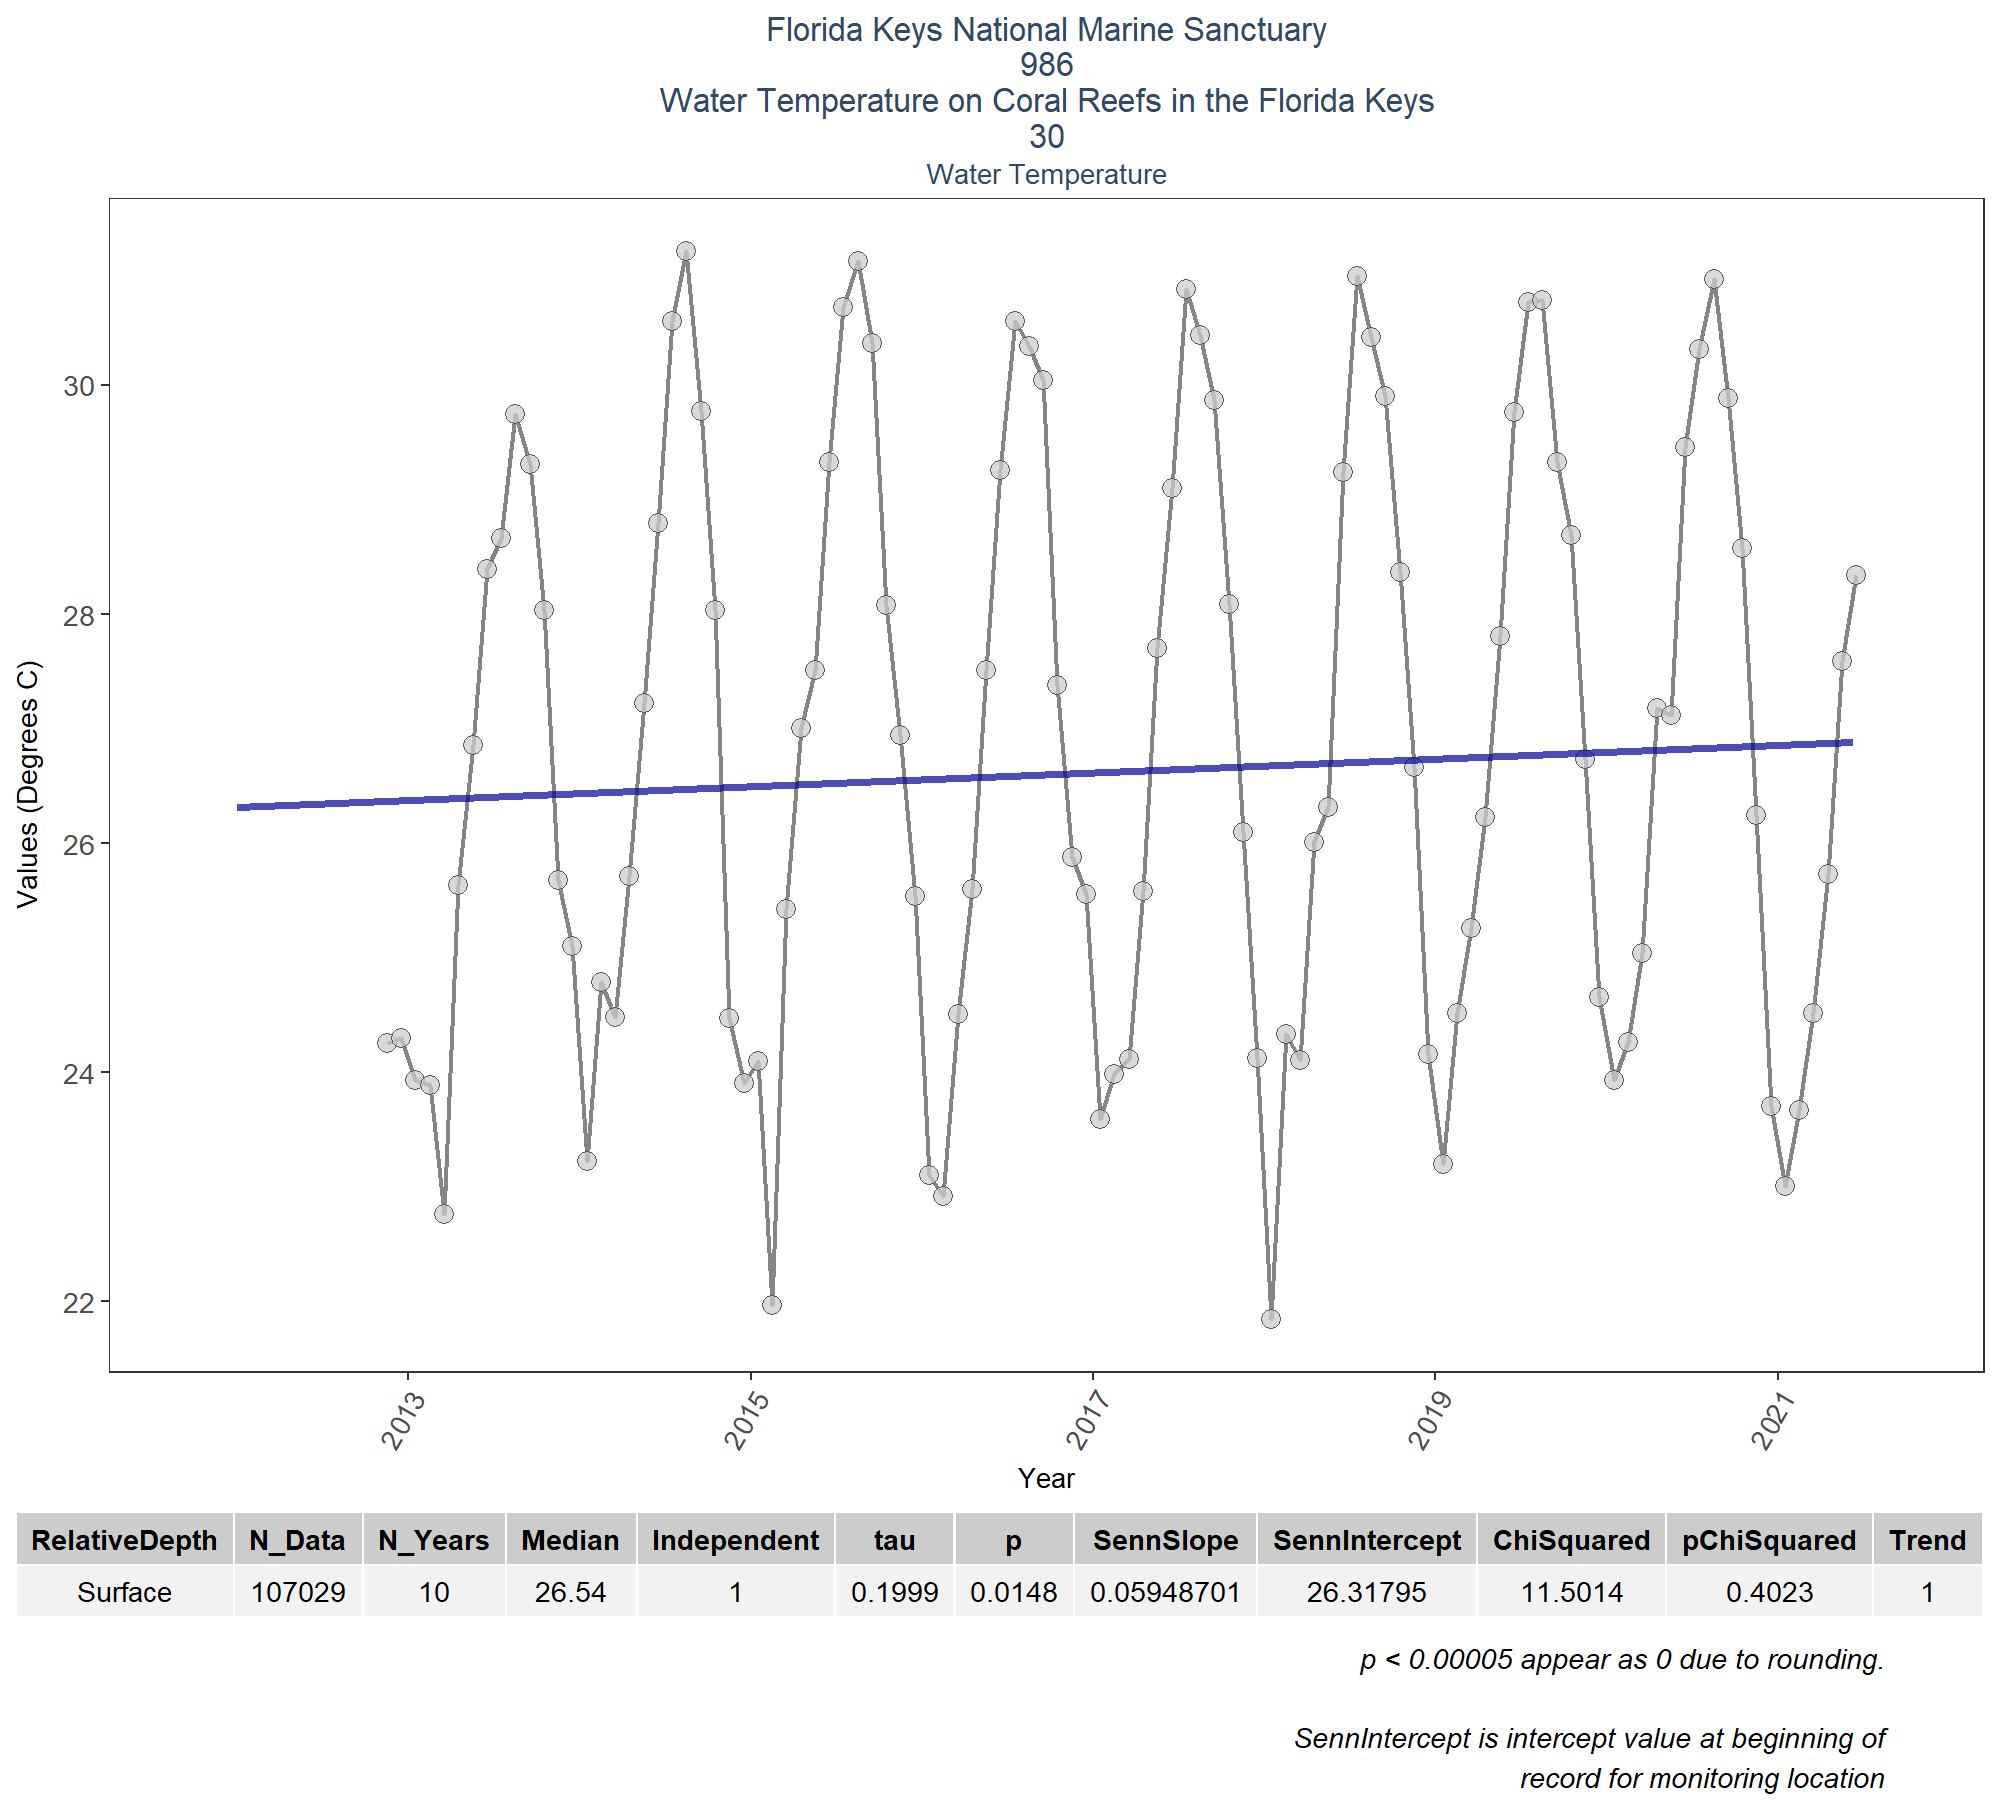 Florida Keys National Marine Sanctuary
986
Water Temperature on Coral Reefs in the Florida Keys
30
Water Temperature
30
28
26
24
22
Values (Degrees C)
2013 2015 2017 2019 2021
Year
RelativeDepth N_Data N_Years Median Independent tau p SennSlope SennIntercept ChiSquared pChiSquared Trend
Surface 107029 10 26.54 1 0.1999 0.0148 0.05948701 26.31795 11.5014 0.4023 1
p < 0.00005 appear as 0 due to rounding.
SennIntercept is intercept value at beginning of
record for monitoring location